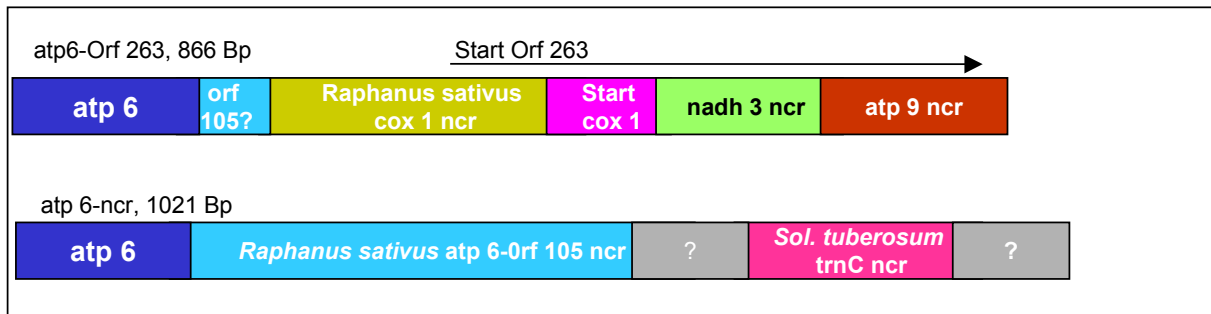 atp6-Orf 263, 866 Bp
Start Orf 263
atp 6
orf
105?
Raphanus sativus
cox 1 ncr
Start
cox 1
nadh 3 ncr
atp 9 ncr
atp 6-ncr, 1021 Bp
atp 6
Raphanus sativus atp 6-0rf 105 ncr
?
Sol. tuberosum
trnC ncr
?